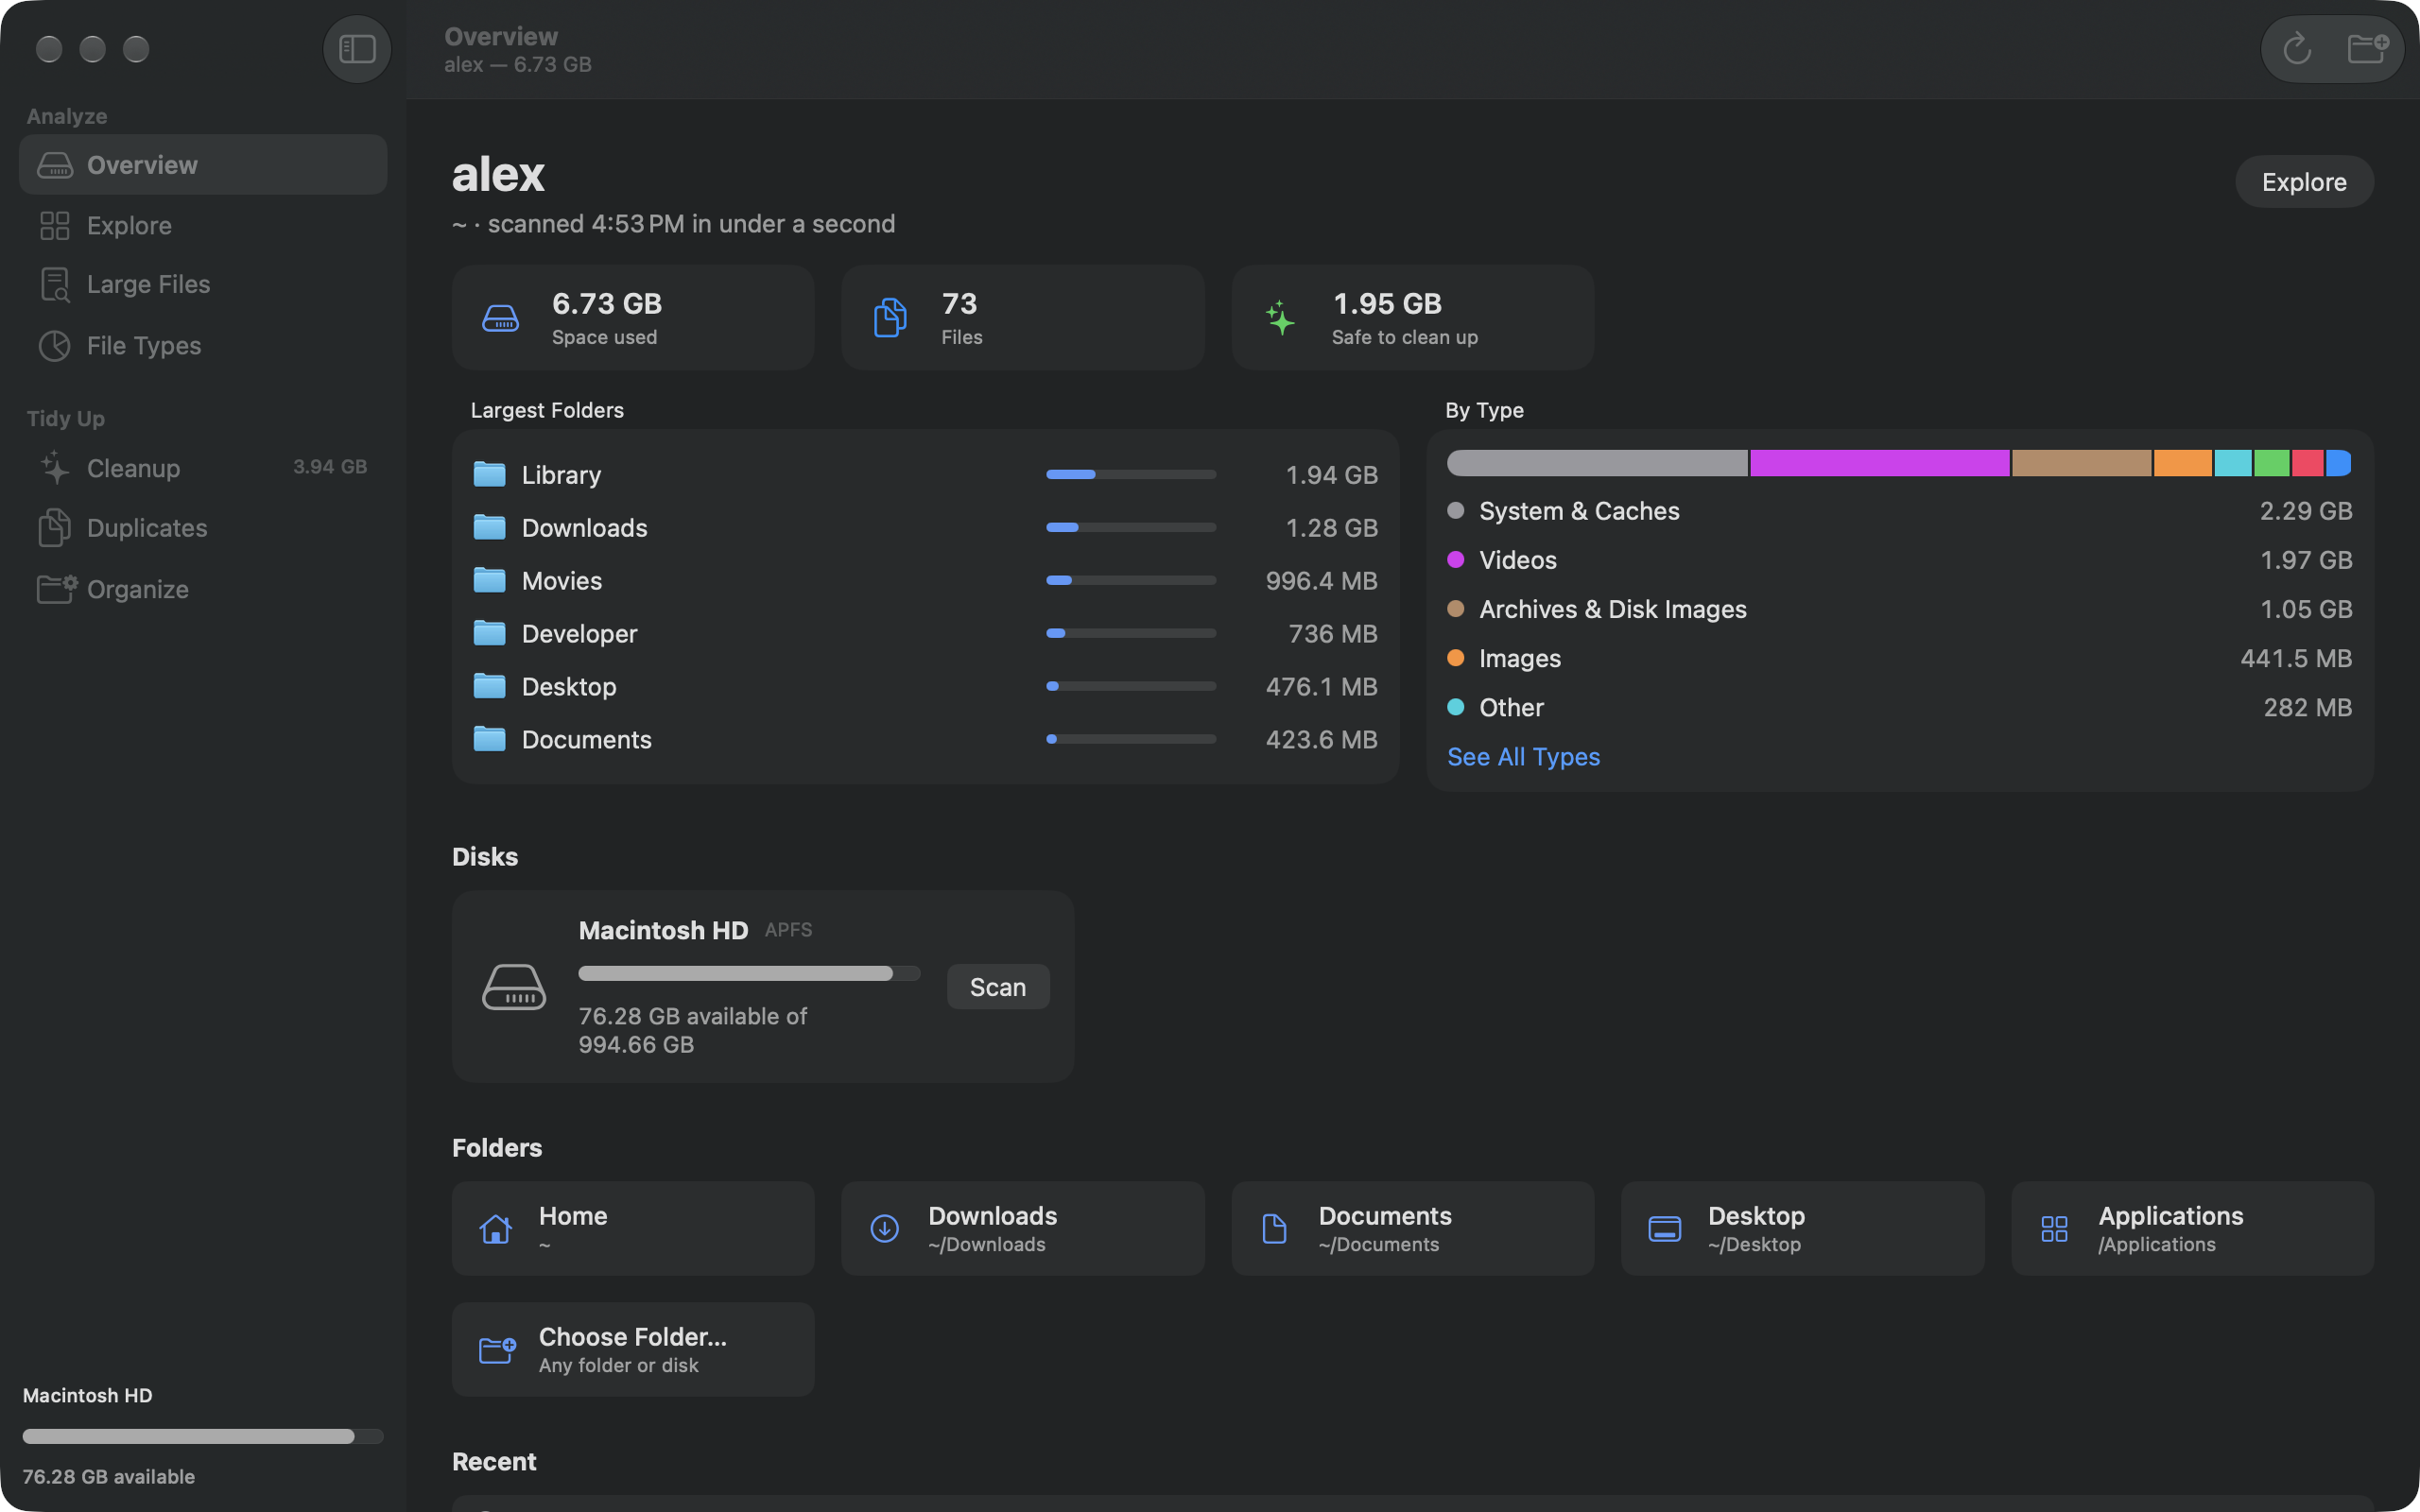 Overview
alex — 6.73 GB
Analyze
Overview
Explore
Large Files
File Types
Tidy Up
Cleanup 3.94 GB
Duplicates
Organize
Macintosh HD
76.28 GB available
alex
Explore
~ · scanned 4:53 PM in under a second
6.73 GB
Space used
73
Files
1.95 GB
Safe to clean up
Largest Folders
Library 1.94 GB
Downloads 1.28 GB
Movies 996.4 MB
Developer 736 MB
Desktop 476.1 MB
Documents 423.6 MB
By Type
System & Caches 2.29 GB
Videos 1.97 GB
Archives & Disk Images 1.05 GB
Images 441.5 MB
Other 282 MB
See All Types
Disks
Macintosh HD APFS
76.28 GB available of
994.66 GB
Scan
Folders
Home
~
Downloads
~/Downloads
Documents
~/Documents
Desktop
~/Desktop
Applications
/Applications
Choose Folder...
Any folder or disk
Recent